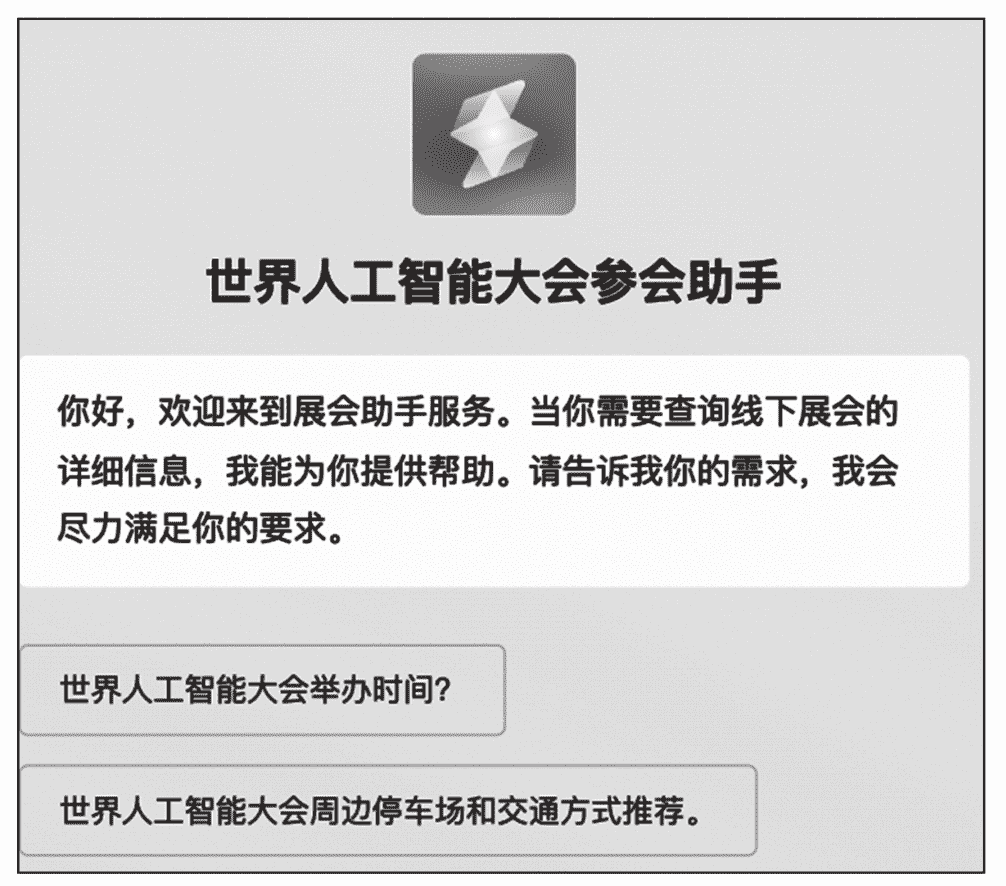 世界人工智能大会参会助手
你好，欢迎来到展会助手服务。当你需要查询线下展会的
详细信息，我能为你提供帮助。请告诉我你的需求，我会
尽力满足你的要求。
世界人工智能大会举办时间？
世界人工智能大会周边停车场和交通方式推荐。